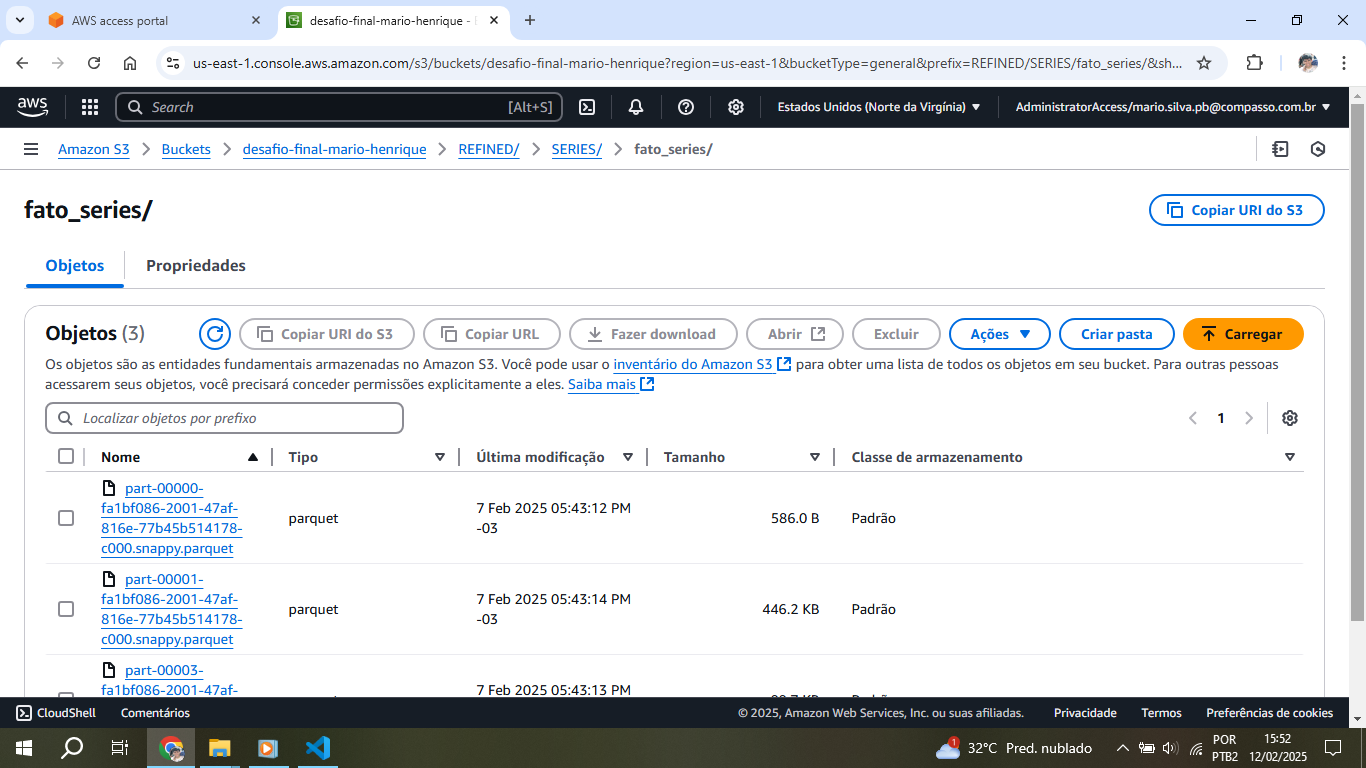 AWS access portal
desafio-final-mario-henrique -
us-east-1.console.aws.amazon.com/s3/buckets/desafio-final-mario-henrique?region=us-east-1&bucketType=general&prefix=REFINED/SERIES/fato_series/&sh...
aws
Search
[Alt+S]
Estados Unidos (Norte da Virgínia)
AdministratorAccess/mario.silva.pb@compasso.com.br
Amazon S3
Buckets
desafio-final-mario-henrique
REFINED/
SERIES/
fato_series/
fato_series/
Copiar URI do S3
Objetos
Propriedades
Objetos (3)
Copiar URI do S3
Copiar URL
Fazer download
Abrir
Excluir
Ações
Criar pasta
Carregar
Os objetos são as entidades fundamentais armazenadas no Amazon S3. Você pode usar o inventário do Amazon S3 para obter uma lista de todos os objetos em seu bucket. Para outras pessoas
acessarem seus objetos, você precisará conceder permissões explicitamente a eles. Saiba mais
Localizar objetos por prefixo
1
Nome
Tipo
Última modificação
Tamanho
Classe de armazenamento
part-00000-
fa1bf086-2001-47af-
816e-77b45b514178-
c000.snappy.parquet
parquet
7 Feb 2025 05:43:12 PM
-03
586.0 B
Padrão
part-00001-
fa1bf086-2001-47af-
816e-77b45b514178-
c000.snappy.parquet
parquet
7 Feb 2025 05:43:14 PM
-03
446.2 KB
Padrão
part-00003-
fa1bf086-2001-47af-
7 Feb 2025 05:43:13 PM
CloudShell
Comentários
© 2025, Amazon Web Services, Inc. ou suas afiliadas.
Privacidade
Termos
Preferências de cookies
1
32°C Pred. nublado
POR
PTB2
15:52
12/02/2025